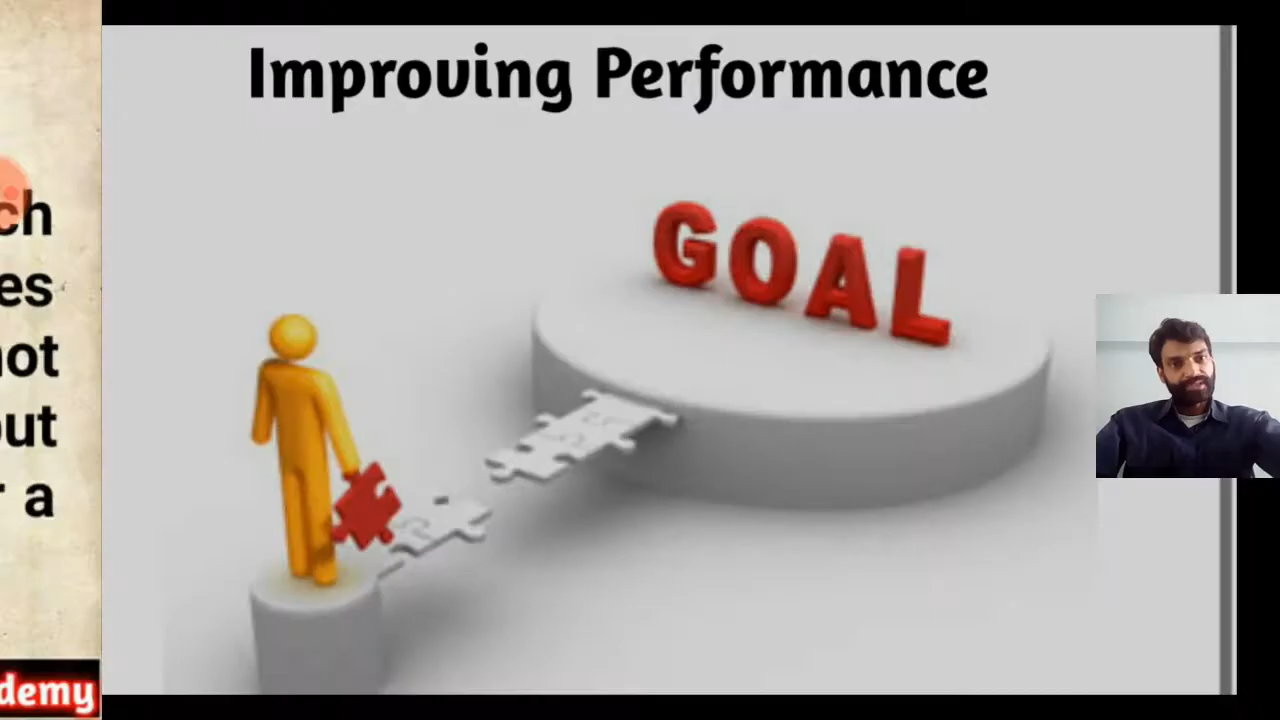 Improving Performance
GOAL
ch
es
not
out
r a
demy